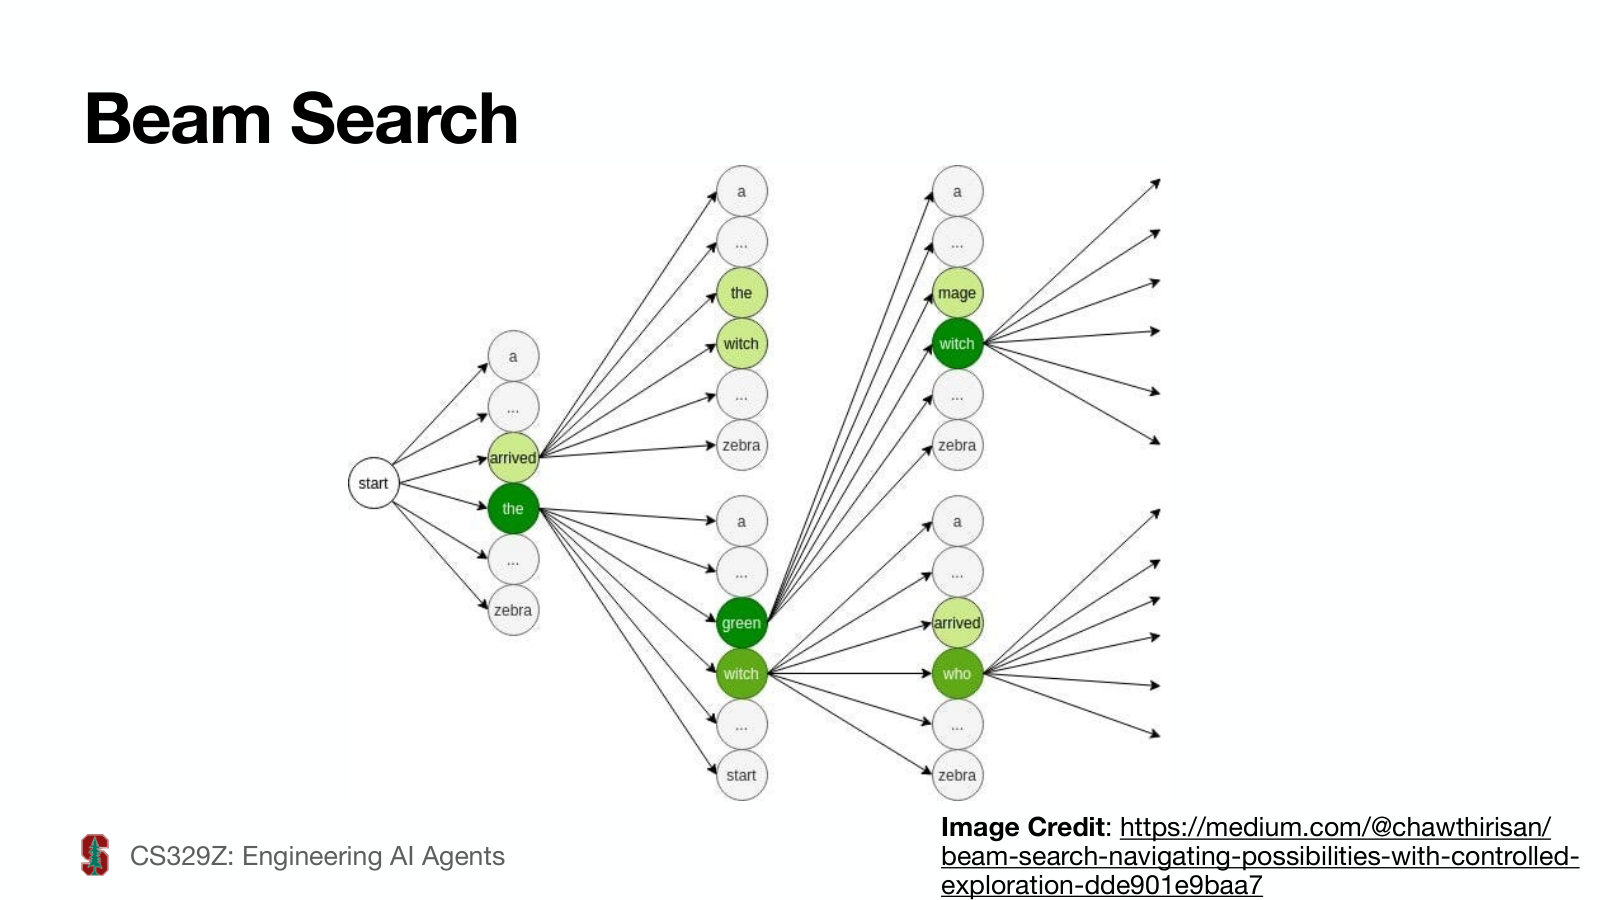 Beam Search
start
a
...
arrived
the
...
zebra
a
...
the
witch
...
zebra
a
...
green
witch
...
start
a
...
mage
witch
...
zebra
a
...
arrived
who
...
zebra
CS329Z: Engineering AI Agents
Image Credit: https://medium.com/@chawthirisan/
beam-search-navigating-possibilities-with-controlled-
exploration-dde901e9baa7